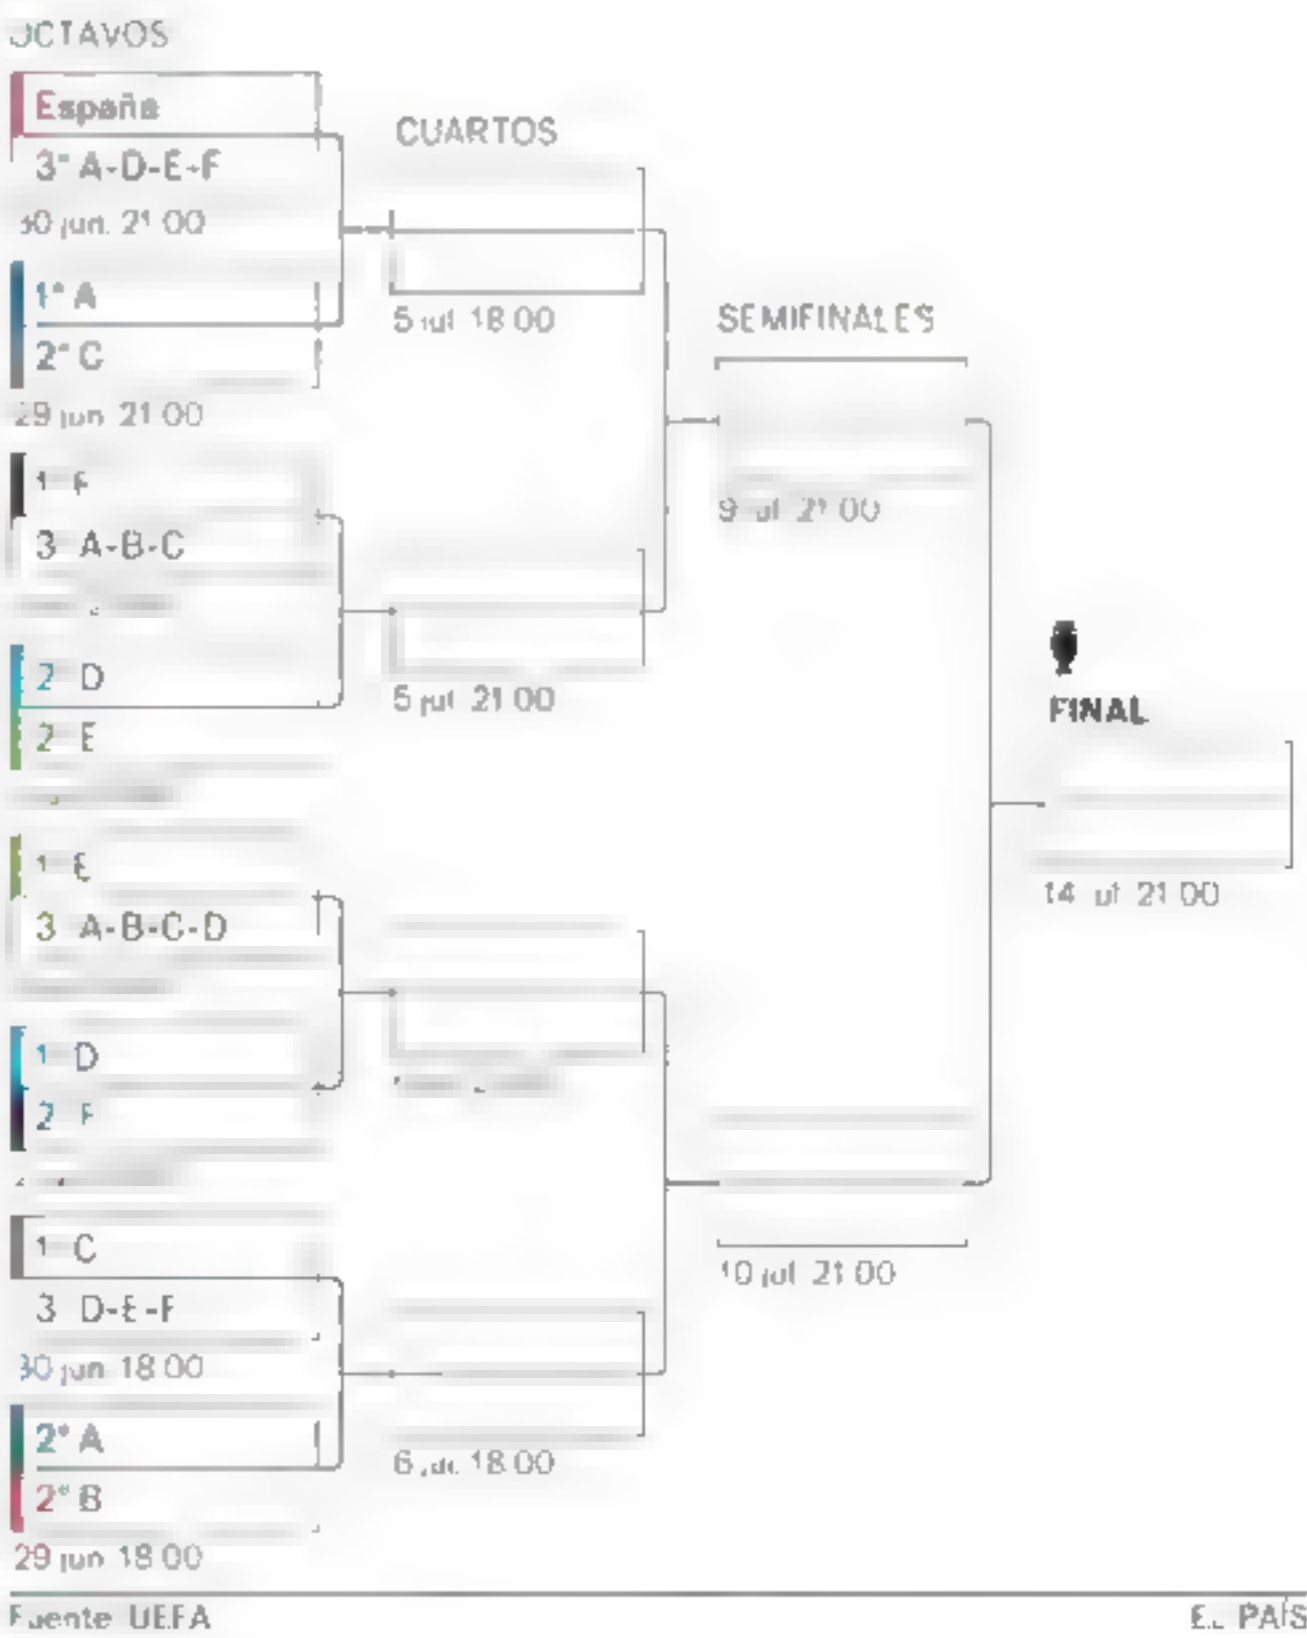 OCTAVOS
España
3º A-D-E-F
30 jun. 21:00
1º A
2º C
29 jun. 21:00
1º F
3º A-B-C
2º D
2º E
1º E
3º A-B-C-D
1º D
2º F
1º C
3º D-E-F
30 jun. 18:00
2º A
2º B
29 jun. 18:00
CUARTOS
5 jul. 18:00
5 jul. 21:00
6 jul. 18:00
SEMIFINALES
9 jul. 21:00
10 jul. 21:00
FINAL
14 jul. 21:00
Fuente: UEFA
EL PAÍS